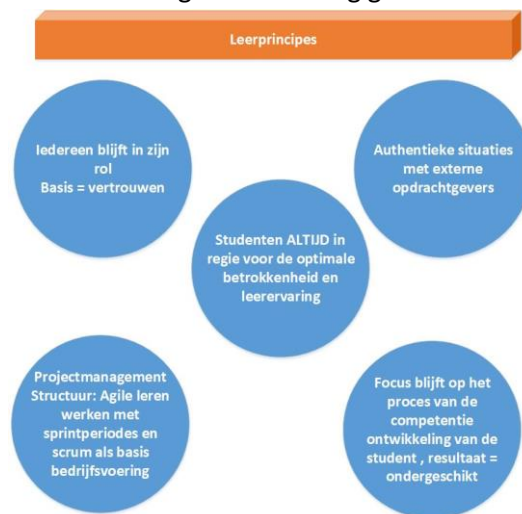 Leerprincipes
Iedereen blijft in zijn
rol
Basis = vertrouwen
Authentieke situaties
met externe
opdrachtgevers
Studenten ALTIJD in
regie voor de optimale
betrokkenheid en
leerervaring
Projectmanagement
Structuur: Agile leren
werken met
sprintperiodes en
scrum als basis
bedrijfsvoering
Focus blijft op het
proces van de
competentie
ontwikkeling van de
student , resultaat =
ondergeschikt